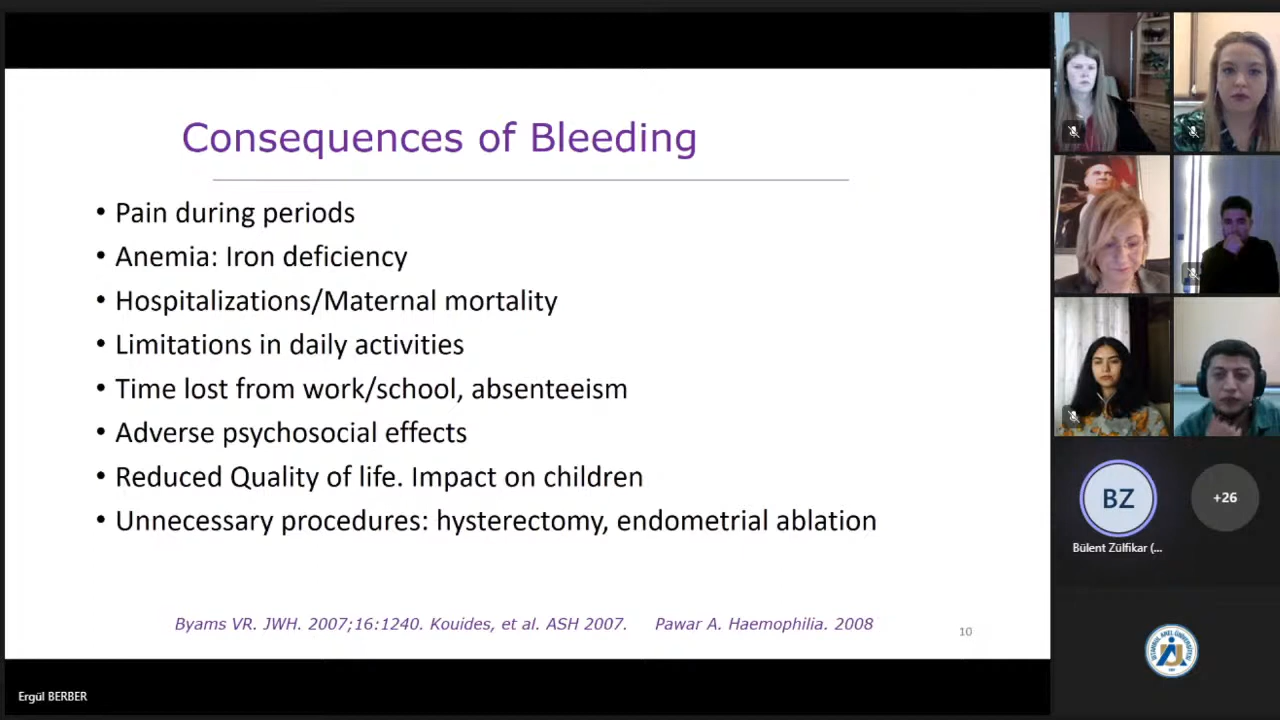 Consequences of Bleeding
• Pain during periods
• Anemia: Iron deficiency
• Hospitalizations/Maternal mortality
• Limitations in daily activities
• Time lost from work/school, absenteeism
• Adverse psychosocial effects
• Reduced Quality of life. Impact on children
• Unnecessary procedures: hysterectomy, endometrial ablation
Byams VR. JWH. 2007;16:1240. Kouides, et al. ASH 2007. Pawar A. Haemophilia. 2008
10
Ergül BERBER
BZ
+26
Bülent Zülfikar (...